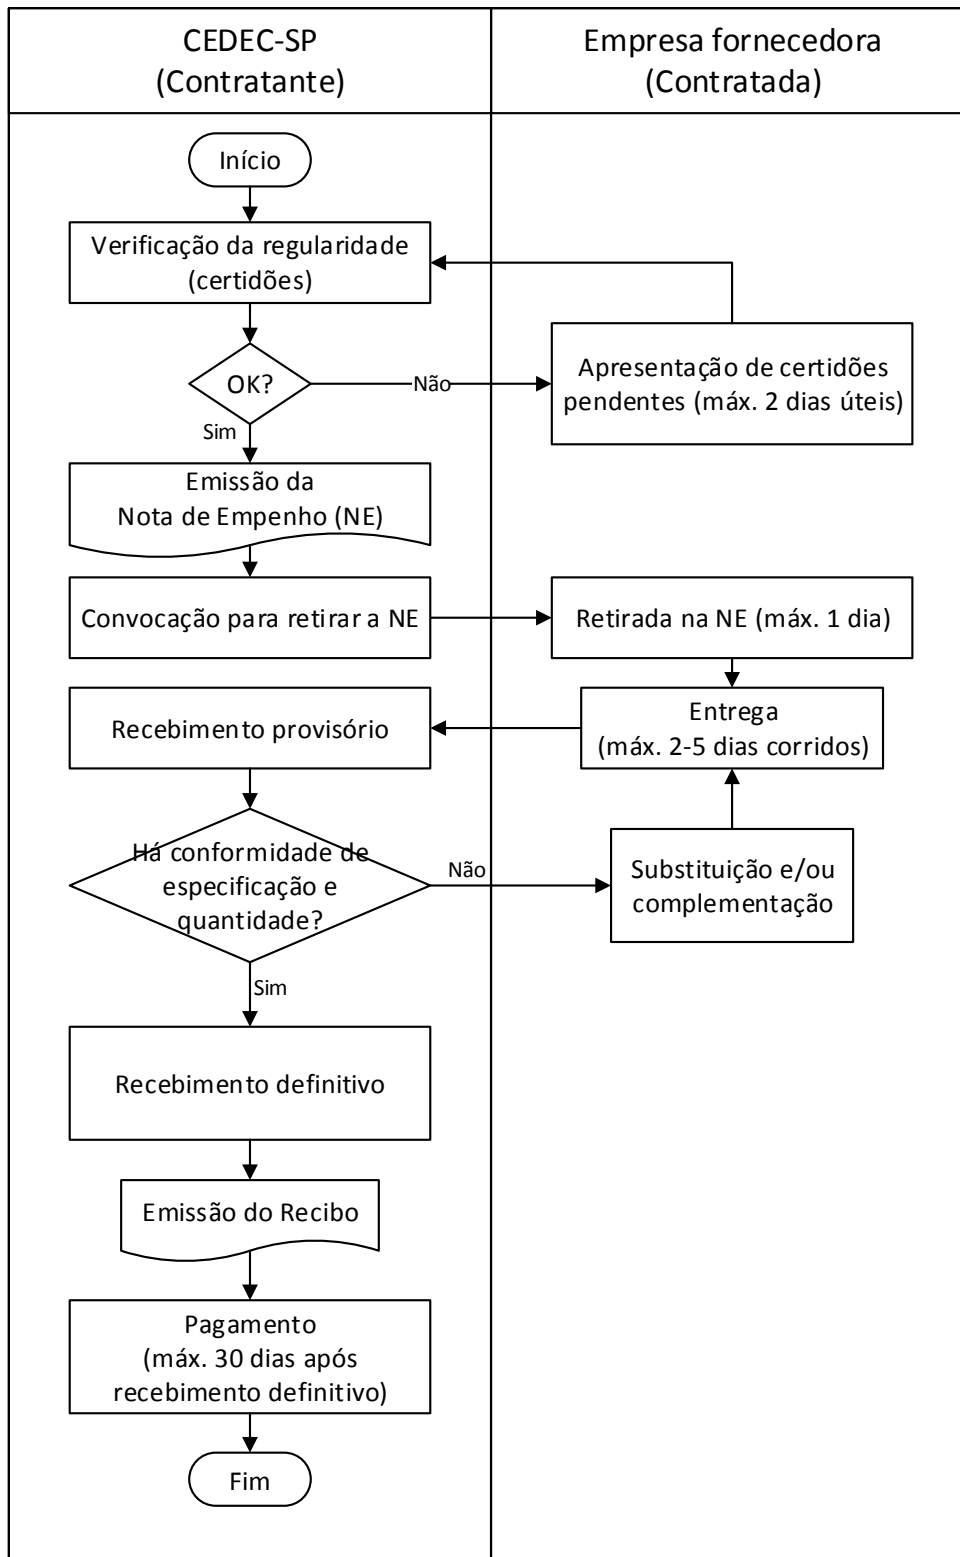 CEDEC-SP
(Contratante)
Empresa fornecedora
(Contratada)
Início
Verificação da regularidade
(certidões)
OK?
Não
Apresentação de certidões
pendentes (máx. 2 dias úteis)
Sim
Emissão da
Nota de Empenho (NE)
Convocação para retirar a NE
Retirada na NE (máx. 1 dia)
Entrega
(máx. 2-5 dias corridos)
Recebimento provisório
Há conformidade de
especificação e
quantidade?
Não
Substituição e/ou
complementação
Sim
Recebimento definitivo
Emissão do Recibo
Pagamento
(máx. 30 dias após
recebimento definitivo)
Fim